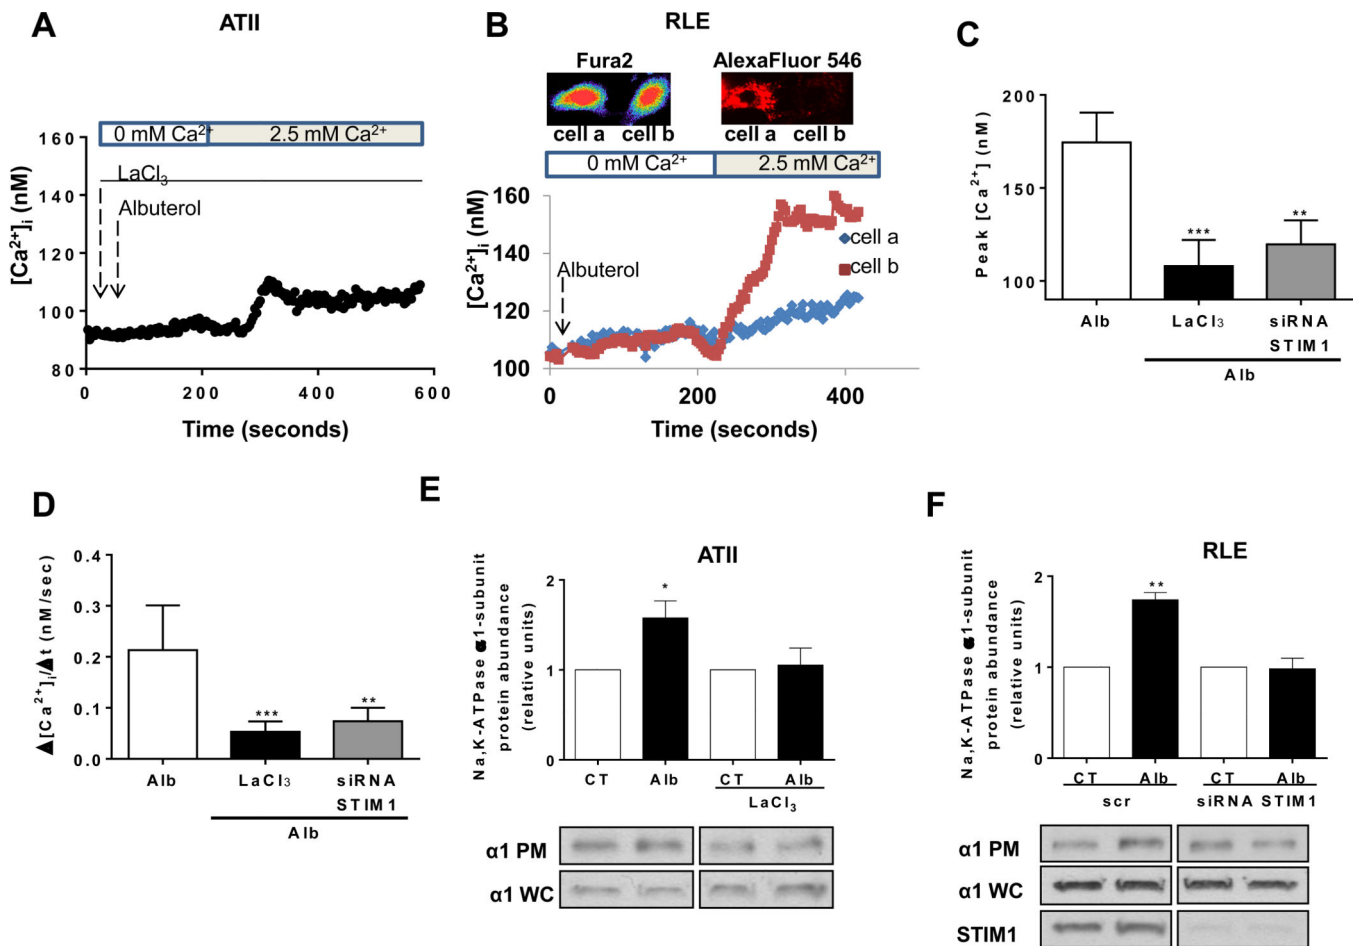 A
ATII
0 mM Ca²⁺
2.5 mM Ca²⁺
LaCl₃
Albuterol
[Ca²⁺]ᵢ (nM)
160
140
120
100
80
0
200
400
600
Time (seconds)
B
RLE
Fura2
AlexaFluor 546
cell a
cell b
cell a
cell b
0 mM Ca²⁺
2.5 mM Ca²⁺
[Ca²⁺]ᵢ (nM)
160
140
120
100
Albuterol
cell a
cell b
0
200
400
Time (seconds)
C
Peak [Ca²⁺] (nM)
200
150
100
***
**
Alb
LaCl₃
siRNA
STIM1
Alb
D
Δ[Ca²⁺]ᵢ/Δt (nM/sec)
0.4
0.3
0.2
0.1
0.0
***
**
Alb
LaCl₃
siRNA
STIM1
Alb
E
ATII
Na,K-ATPase α1-subunit
protein abundance
(relative units)
2
1
0
*
CT
Alb
CT
Alb
LaCl₃
α1 PM
α1 WC
F
RLE
Na,K-ATPase α1-subunit
protein abundance
(relative units)
2
1
0
**
CT
Alb
CT
Alb
scr
siRNA STIM1
α1 PM
α1 WC
STIM1